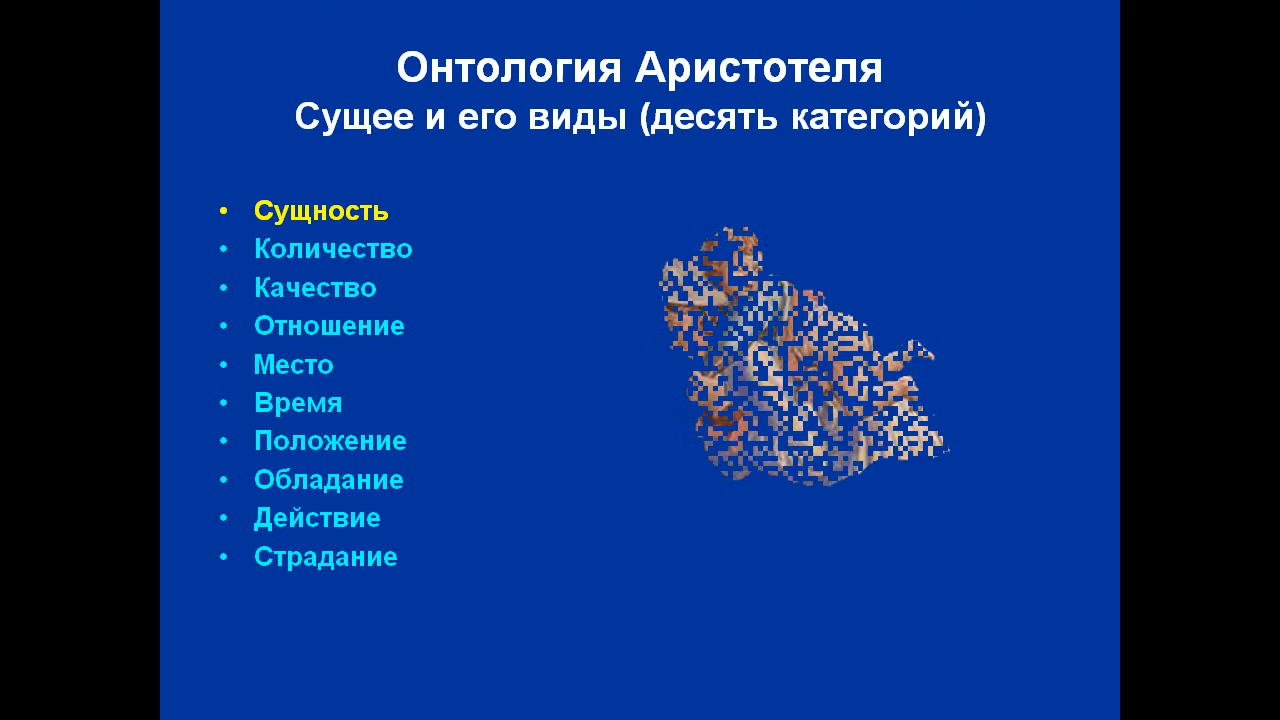 Онтология Аристотеля
Сущее и его виды (десять категорий)
• Сущность
• Количество
• Качество
• Отношение
• Место
• Время
• Положение
• Обладание
• Действие
• Страдание